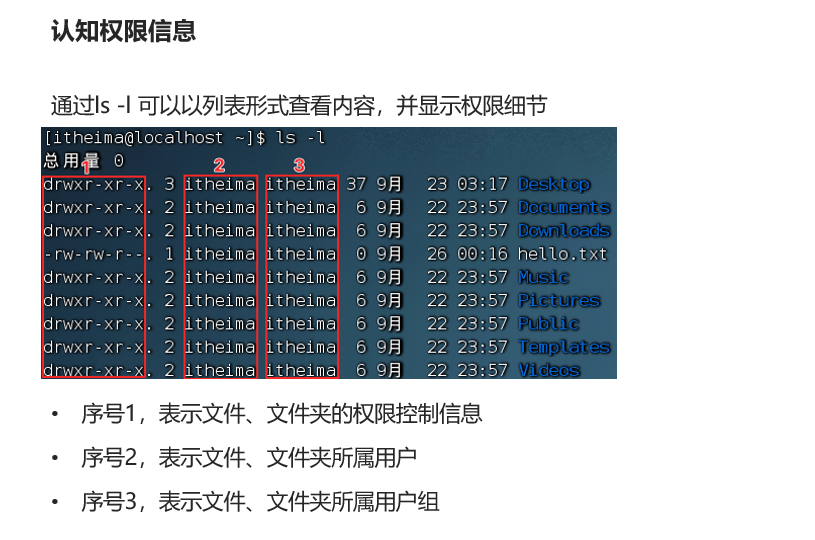 认知权限信息
通过ls -l 可以以列表形式查看内容，并显示权限细节
[itheima@localhost ~]$ ls -l
总用量 0
1 2 3
drwxr-xr-x. 3 itheima itheima 37 9月 23 03:17 Desktop
drwxr-xr-x. 2 itheima itheima 6 9月 22 23:57 Documents
drwxr-xr-x. 2 itheima itheima 6 9月 22 23:57 Downloads
-rw-rw-r--. 1 itheima itheima 0 9月 26 00:16 hello.txt
drwxr-xr-x. 2 itheima itheima 6 9月 22 23:57 Music
drwxr-xr-x. 2 itheima itheima 6 9月 22 23:57 Pictures
drwxr-xr-x. 2 itheima itheima 6 9月 22 23:57 Public
drwxr-xr-x. 2 itheima itheima 6 9月 22 23:57 Templates
drwxr-xr-x. 2 itheima itheima 6 9月 22 23:57 Videos
• 序号1，表示文件、文件夹的权限控制信息
• 序号2，表示文件、文件夹所属用户
• 序号3，表示文件、文件夹所属用户组